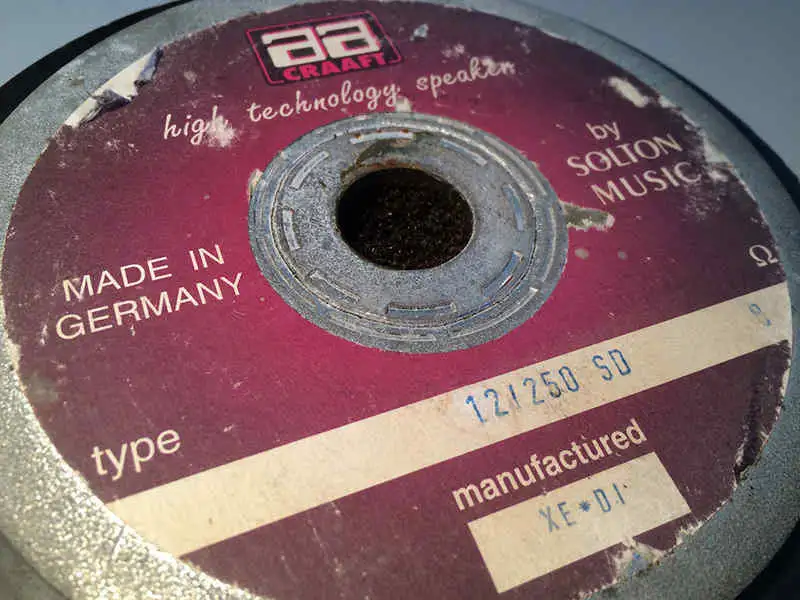 aa
CRAAFT
high technology speaker
by
SOLTON
MUSIC
MADE IN
GERMANY
Ω
12/250 SD 8
type
manufactured
XE*DI